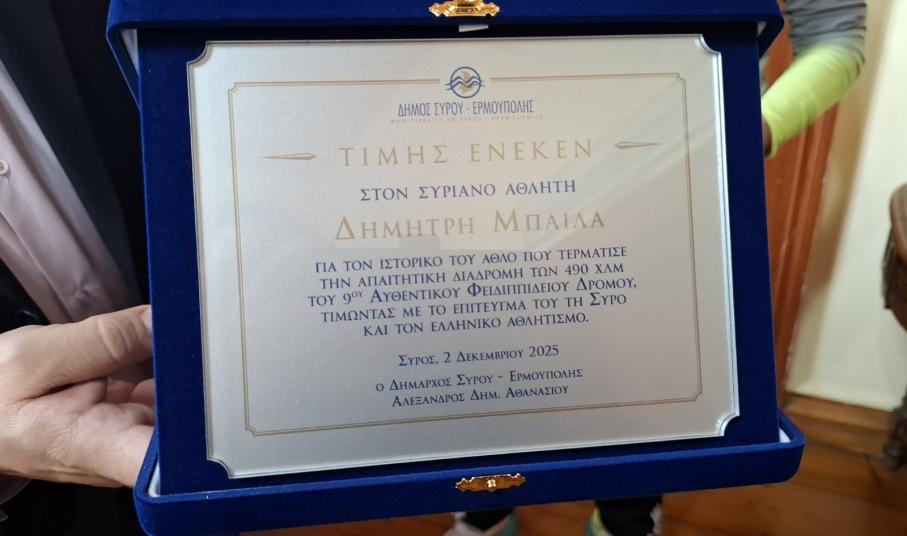 ΔΗΜΟΣ ΣΥΡΟΥ - ΕΡΜΟΥΠΟΛΗΣ
MUNICIPALITY OF SYROS - HERMOUPOLIS
ΤΙΜΗΣ ΕΝΕΚΕΝ
ΣΤΟΝ ΣΥΡΙΑΝΟ ΑΘΛΗΤΗ
ΔΗΜΗΤΡΗ ΜΠΑΙΛΑ
ΓΙΑ ΤΟΝ ΙΣΤΟΡΙΚΟ ΤΟΥ ΑΘΛΟ ΠΟΥ ΤΕΡΜΑΤΙΣΕ
ΤΗΝ ΑΠΑΙΤΗΤΙΚΗ ΔΙΑΔΡΟΜΗ ΤΩΝ 490 ΧΛΜ
ΤΟΥ 9ΟΥ ΑΥΘΕΝΤΙΚΟΥ ΦΕΙΔΙΠΠΙΔΕΙΟΥ ΔΡΟΜΟΥ,
ΤΙΜΩΝΤΑΣ ΜΕ ΤΟ ΕΠΙΤΕΥΓΜΑ ΤΟΥ ΤΗ ΣΥΡΟ
ΚΑΙ ΤΟΝ ΕΛΛΗΝΙΚΟ ΑΘΛΗΤΙΣΜΟ.
ΣΥΡΟΣ, 2 ΔΕΚΕΜΒΡΙΟΥ 2025
Ο ΔΗΜΑΡΧΟΣ ΣΥΡΟΥ - ΕΡΜΟΥΠΟΛΗΣ
ΑΛΕΞΑΝΔΡΟΣ ΔΗΜ. ΑΘΑΝΑΣΙΟΥ